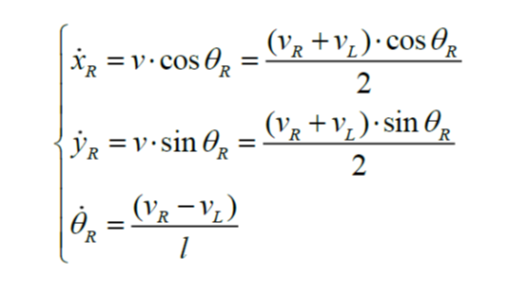 ẋ_R = v·cos θ_R = (v_R + v_L)·cos θ_R / 2
ẏ_R = v·sin θ_R = (v_R + v_L)·sin θ_R / 2
θ̇_R = (v_R − v_L) / l